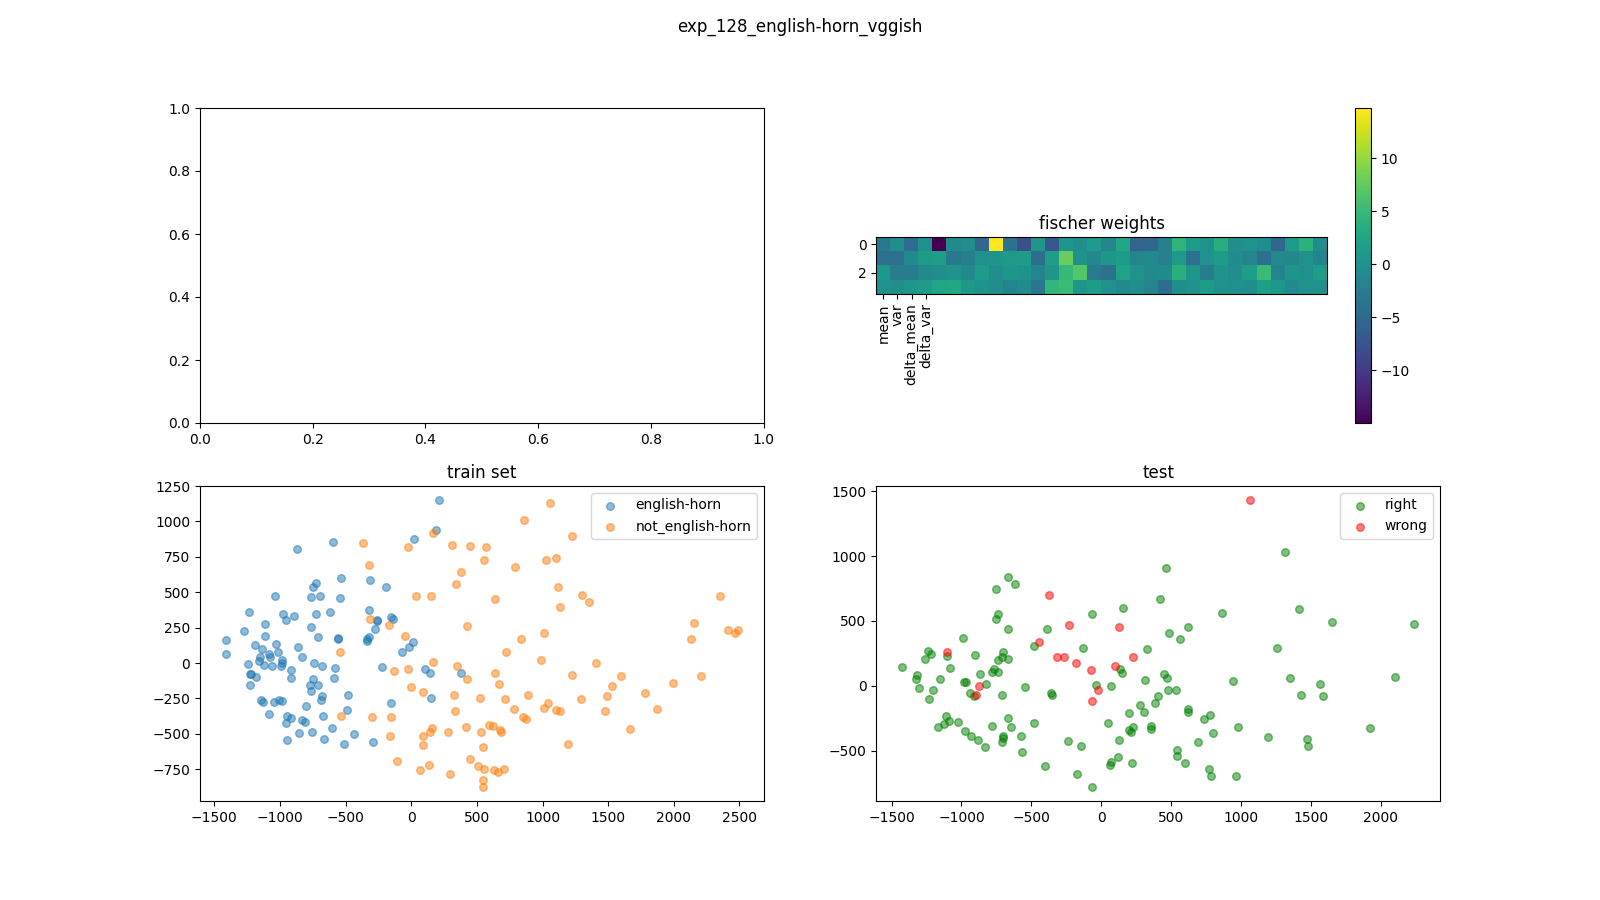 exp_128_english-horn_vggish
1.0
0.8
0.6
0.4
0.2
0.0
0.0 0.2 0.4 0.6 0.8 1.0
fischer weights
0
2
mean
var
delta_mean
delta_var
10
5
0
−5
−10
train set
1250
1000
750
500
250
0
−250
−500
−750
−1500 −1000 −500 0 500 1000 1500 2000 2500
english-horn
not_english-horn
test
1500
1000
500
0
−500
−1500 −1000 −500 0 500 1000 1500 2000
right
wrong